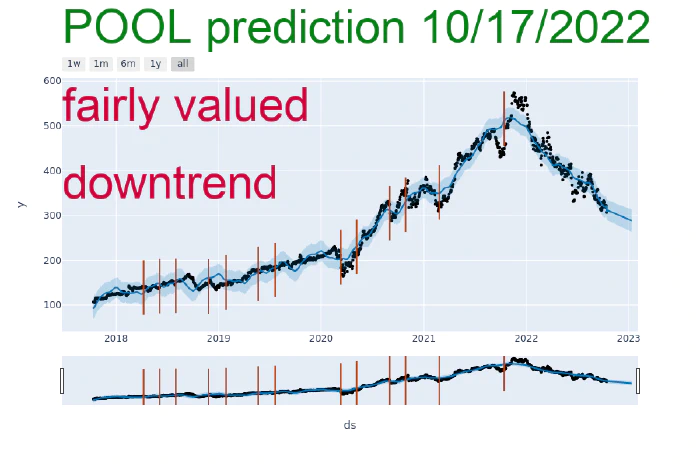 POOL prediction 10/17/2022
1w 1m 6m 1y all
fairly valued
downtrend
600
500
400
300
200
100
y
2018 2019 2020 2021 2022 2023
ds